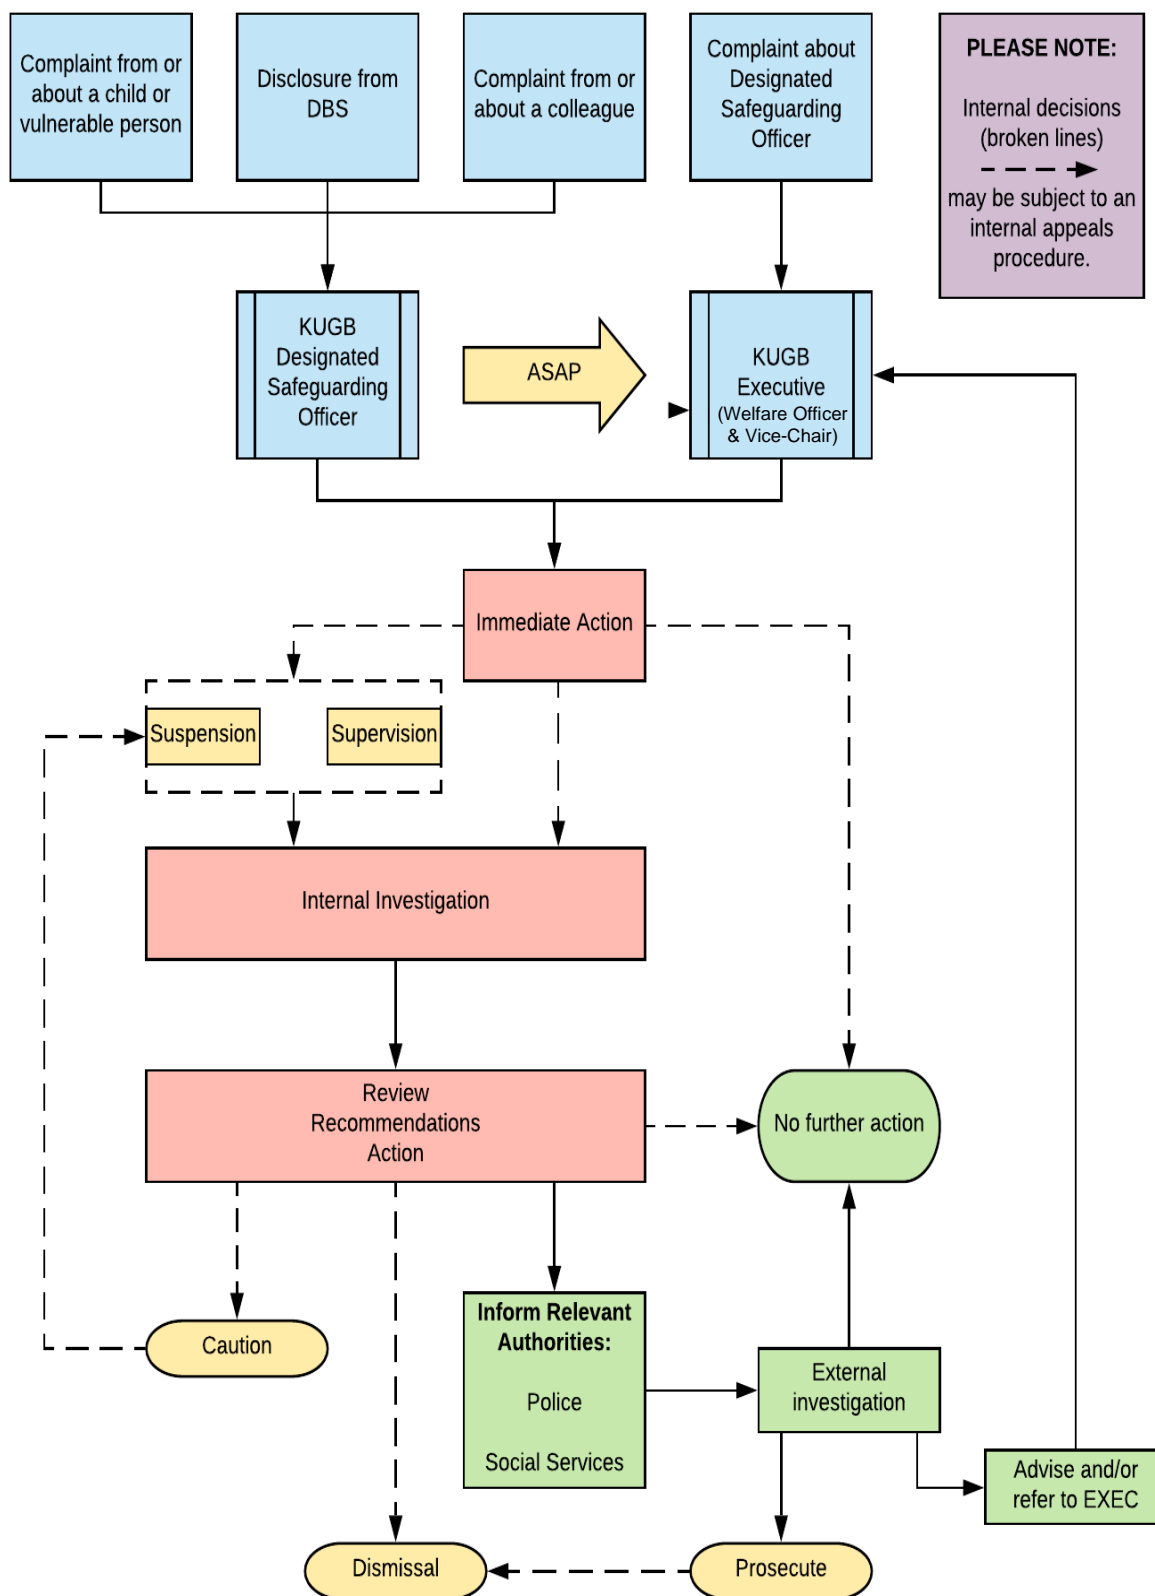 Complaint from or
about a child or
vulnerable person
Disclosure from
DBS
Complaint from or
about a colleague
Complaint about
Designated
Safeguarding
Officer
PLEASE NOTE:
Internal decisions
(broken lines)
may be subject to an
internal appeals
procedure.
KUGB
Designated
Safeguarding
Officer
ASAP
KUGB
Executive
(Welfare Officer
& Vice-Chair)
Immediate Action
Suspension
Supervision
Internal Investigation
Review
Recommendations
Action
No further action
Caution
Inform Relevant
Authorities:
Police
Social Services
External
investigation
Advise and/or
refer to EXEC
Dismissal
Prosecute